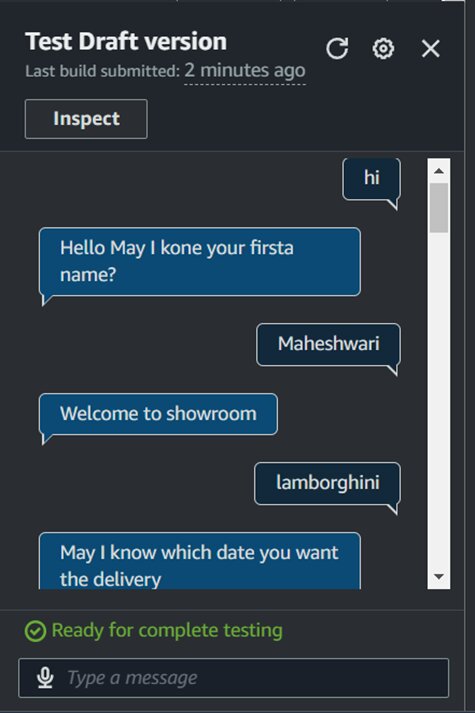 Test Draft version
Last build submitted: 2 minutes ago
Inspect
hi
Hello May I kone your firsta
name?
Maheshwari
Welcome to showroom
lamborghini
May I know which date you want
the delivery
Ready for complete testing
Type a message